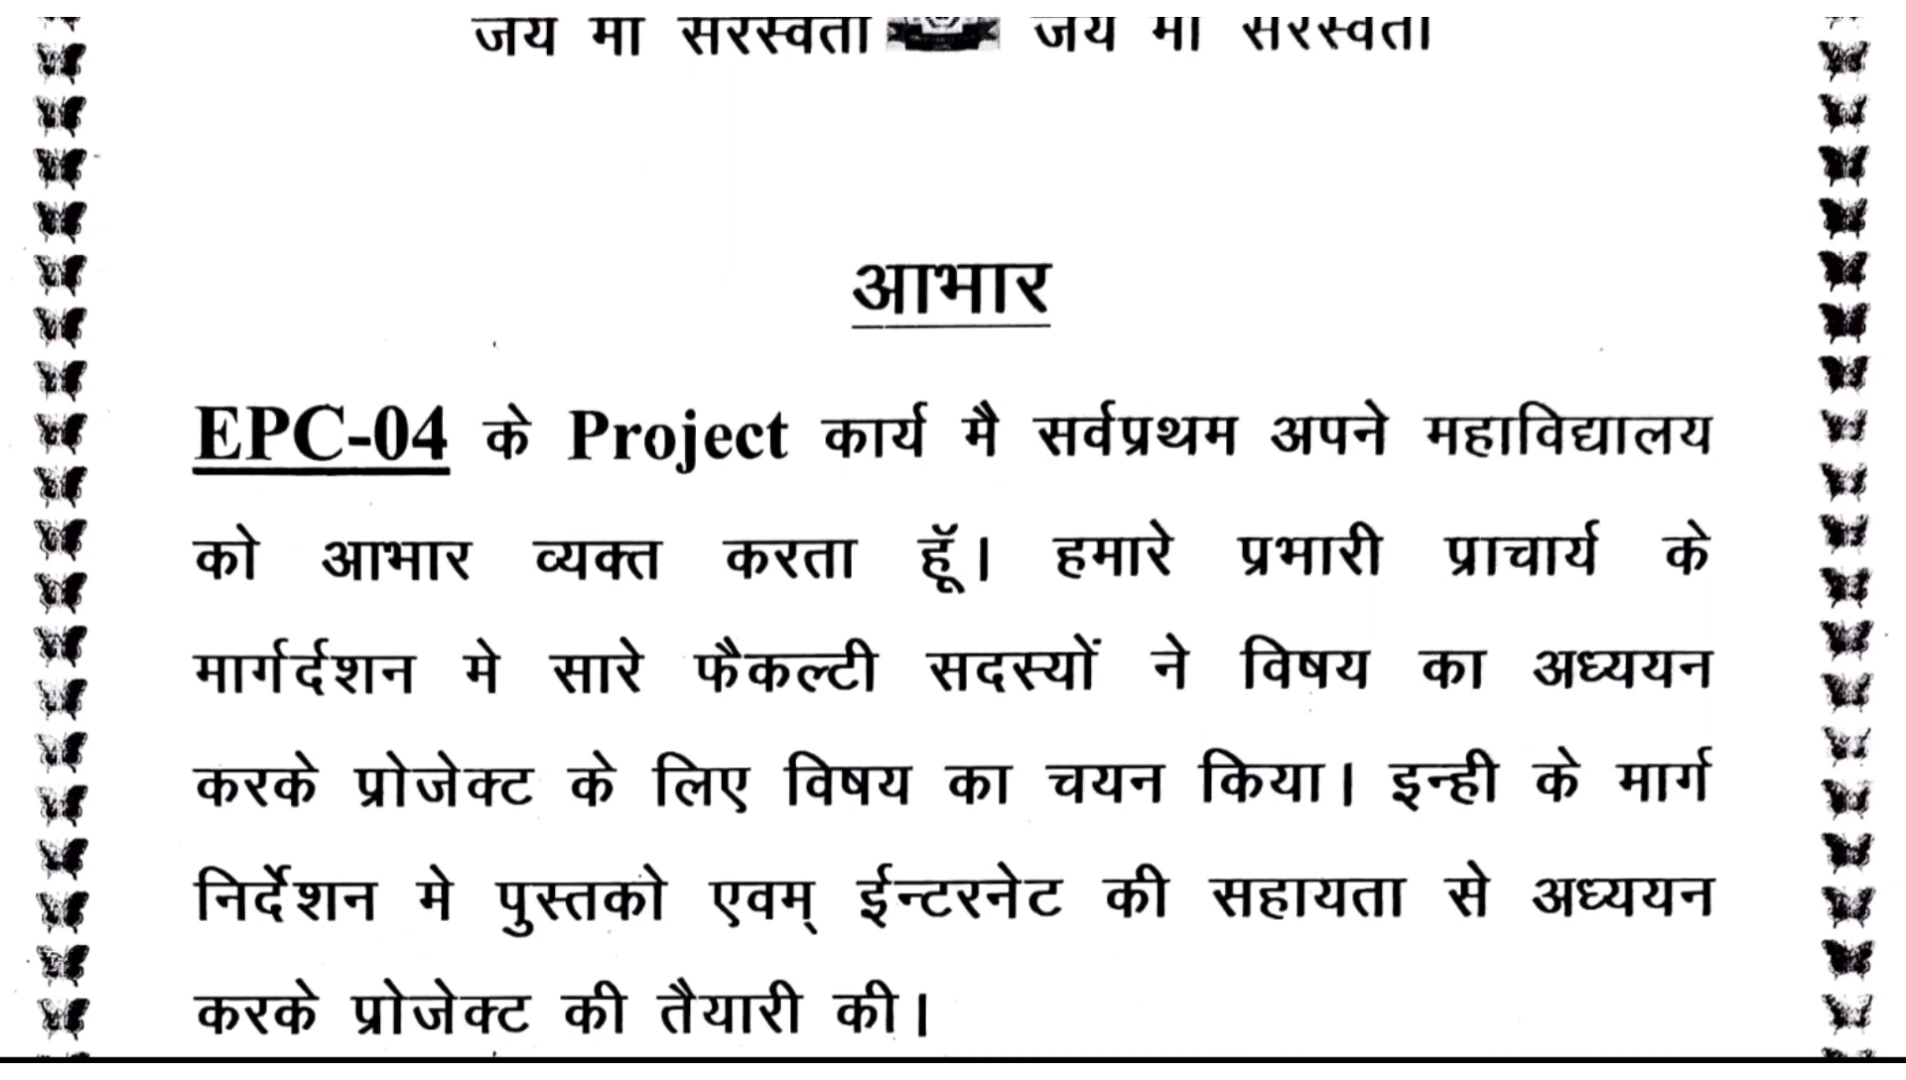 जय मा सरस्वती जय मा सरस्वती
आभार
EPC-04 के Project कार्य मै सर्वप्रथम अपने महाविद्यालय
को आभार व्यक्त करता हूॅ। हमारे प्रभारी प्राचार्य के
मार्गर्दशन मे सारे फैकल्टी सदस्यों ने विषय का अध्ययन
करके प्रोजेक्ट के लिए विषय का चयन किया। इन्ही के मार्ग
निर्देशन मे पुस्तको एवम् ईन्टरनेट की सहायता से अध्ययन
करके प्रोजेक्ट की तैयारी की।